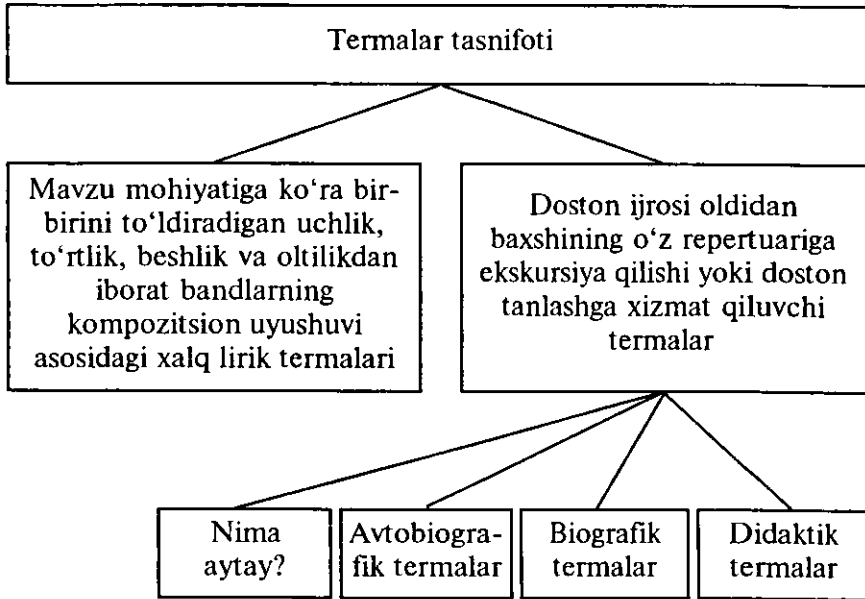 Termalar tasnifoti
Mavzu mohiyatiga ko‘ra bir-
birini to‘ldiradigan uchlik,
to‘rtlik, beshlik va oltilikdan
iborat bandlarning
kompozitsion uyushuvi
asosidagi xalq lirik termalari
Doston ijrosi oldidan
baxshining o‘z repertuariga
ekskursiya qilishi yoki doston
tanlashga xizmat qiluvchi
termalar
Nima
aytay?
Avtobiogra-
fik termalar
Biografik
termalar
Didaktik
termalar